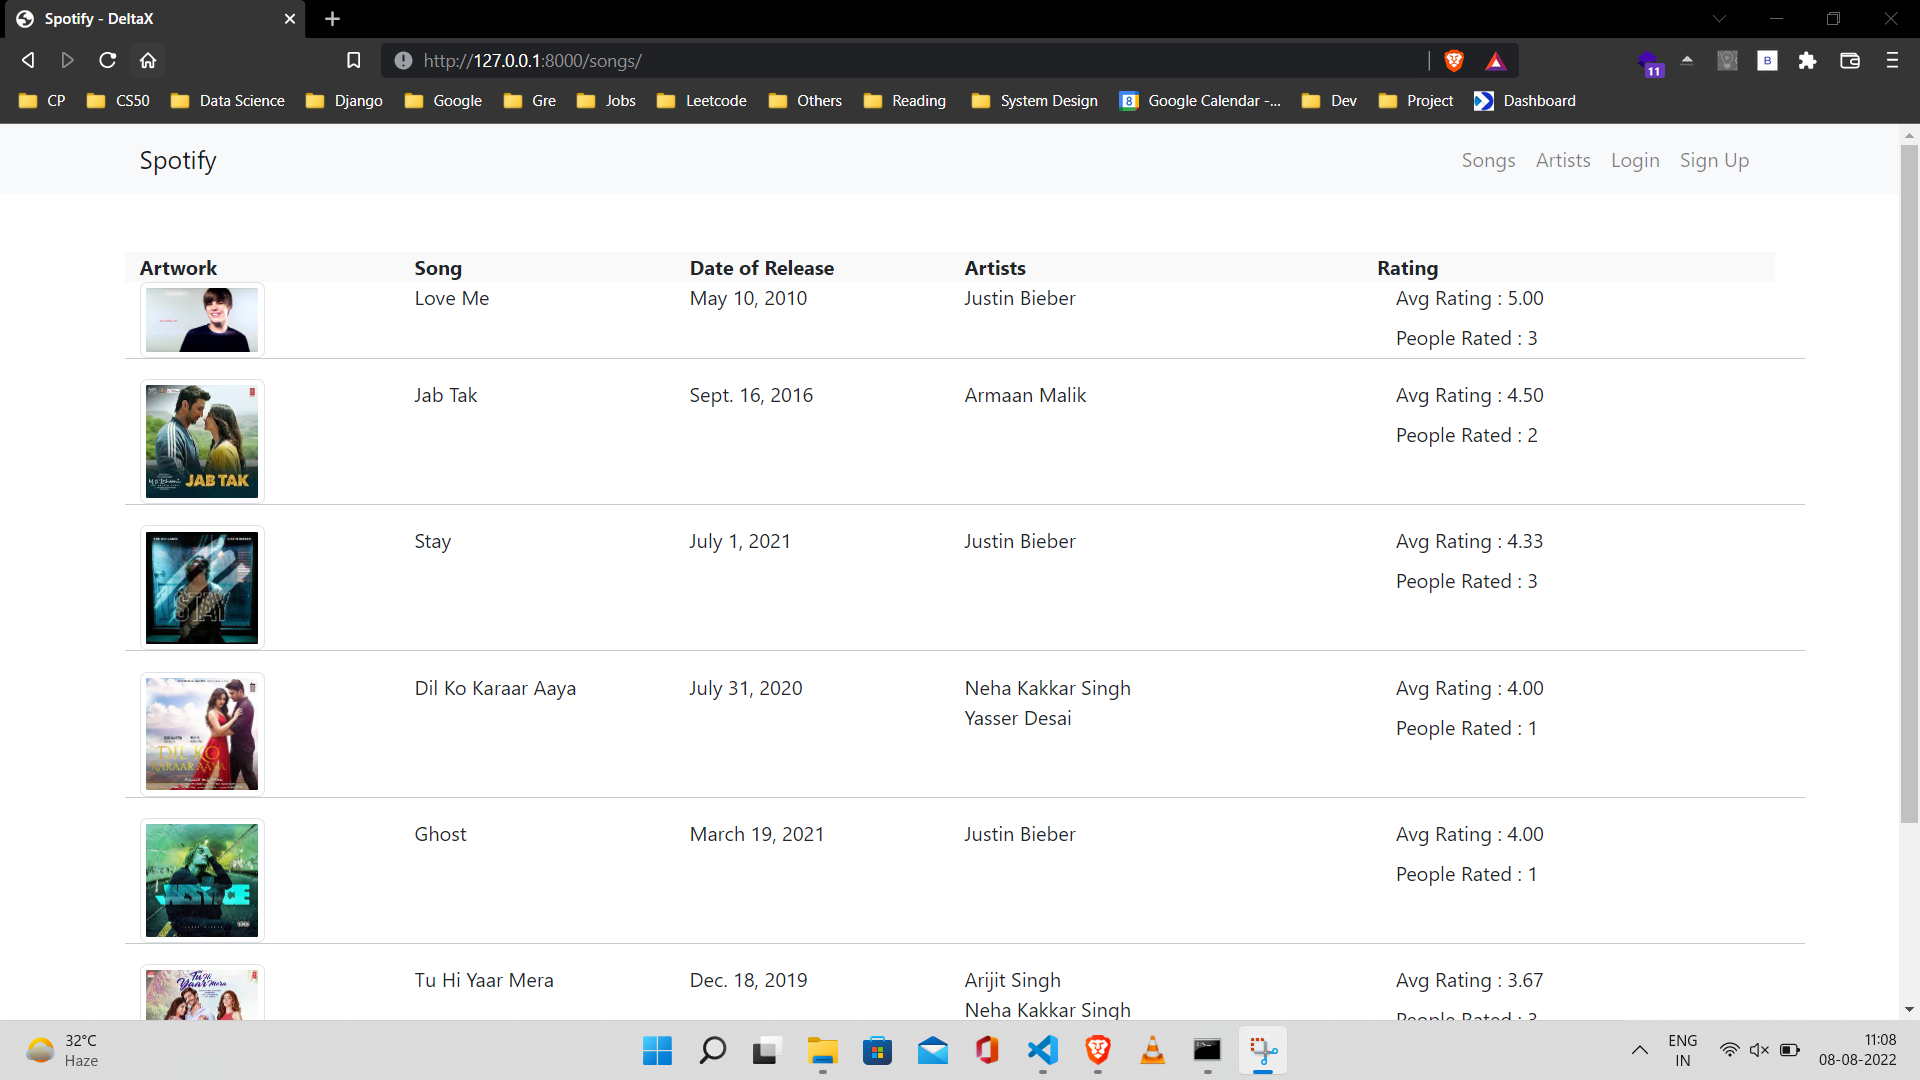 Spotify - DeltaX
http://127.0.0.1:8000/songs/
11
B
CP CS50 Data Science Django Google Gre Jobs Leetcode Others Reading System Design 8 Google Calendar -... Dev Project Dashboard
Spotify Songs Artists Login Sign Up
Artwork Song Date of Release Artists Rating
Love Me May 10, 2010 Justin Bieber Avg Rating : 5.00
People Rated : 3
Jab Tak Sept. 16, 2016 Armaan Malik Avg Rating : 4.50
People Rated : 2
JAB TAK
Stay July 1, 2021 Justin Bieber Avg Rating : 4.33
People Rated : 3
STAY
Dil Ko Karaar Aaya July 31, 2020 Neha Kakkar Singh Avg Rating : 4.00
Yasser Desai
People Rated : 1
DIL KO
KARAAR AAYA
Ghost March 19, 2021 Justin Bieber Avg Rating : 4.00
People Rated : 1
JUSTICE
Tu Hi Yaar Mera Dec. 18, 2019 Arijit Singh Avg Rating : 3.67
Neha Kakkar Singh
People Rated : 3
Tu Hi
Yaar Mera
32°C
Haze
ENG
IN
11:08
08-08-2022